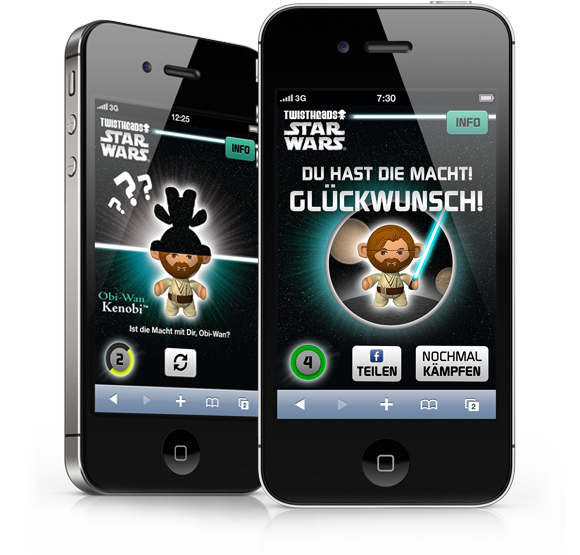 3G
12:25
TWISTHEADS
STAR
WARS
INFO
???
Obi-Wan
Kenobi™
Ist die Macht mit Dir, Obi-Wan?
2
2
3G
7:30
TWISTHEADS
STAR
WARS
INFO
DU HAST DIE MACHT!
GLÜCKWUNSCH!
4
f
TEILEN
NOCHMAL
KÄMPFEN
2